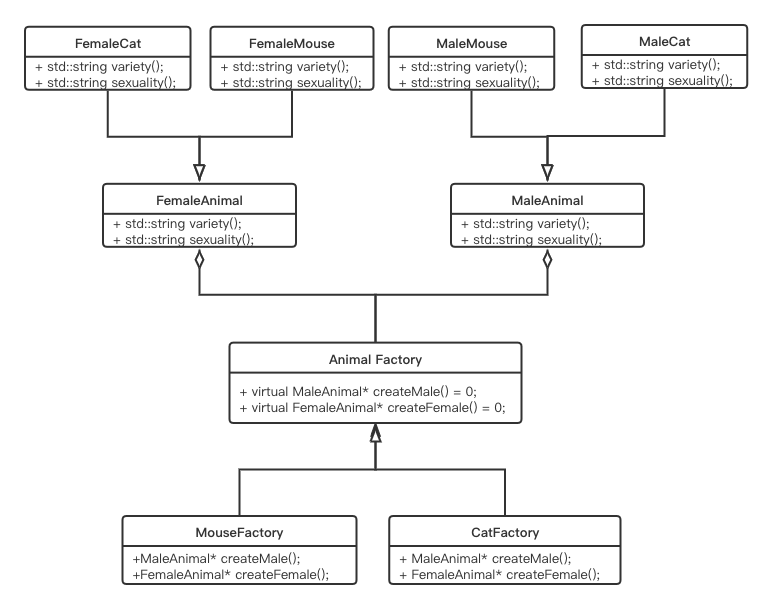 FemaleCat
+ std::string variety();
+ std::string sexuality();
FemaleMouse
+ std::string variety();
+ std::string sexuality();
MaleMouse
+ std::string variety();
+ std::string sexuality();
MaleCat
+ std::string variety();
+ std::string sexuality();
FemaleAnimal
+ std::string variety();
+ std::string sexuality();
MaleAnimal
+ std::string variety();
+ std::string sexuality();
Animal Factory
+ virtual MaleAnimal* createMale() = 0;
+ virtual FemaleAnimal* createFemale() = 0;
MouseFactory
+MaleAnimal* createMale();
+FemaleAnimal* createFemale();
CatFactory
+ MaleAnimal* createMale();
+ FemaleAnimal* createFemale();